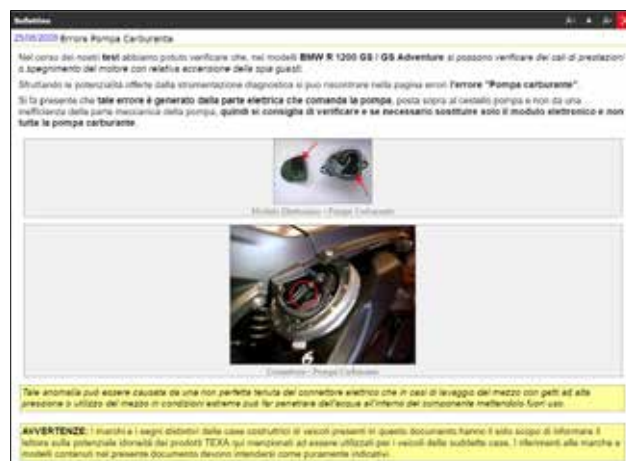 Bollettino
25/06/2009 Errore Pompa Carburante
Nel corso dei nostri test abbiamo potuto verificare che, nei modelli BMW R 1200 GS / GS Adventure si possono verificare dei cali di prestazioni
o spegnimento del motore con relativa accensione della spia guasti.
Sfruttando le potenzialità offerte dalla strumentazione diagnostica si può riscontrare nella pagina errori l'errore "Pompa carburante".
Si fa presente che tale errore è generato dalla parte elettrica che comanda la pompa, posta sopra al cestello pompa e non da una
inefficienza della parte meccanica della pompa, quindi si consiglia di verificare e se necessario sostituire solo il modulo elettronico e non
tutta la pompa carburante.
Modulo Elettronico - Pompa Carburante
Connettore - Pompa Carburante
Tale anomalia può essere causata da una non perfetta tenuta del connettore elettrico che in casi di lavaggio del mezzo con getti ad alta
pressione o utilizzo del mezzo in condizioni estreme può far penetrare dell'acqua all'interno del componente mettendolo fuori uso.
AVVERTENZE: I marchi e i segni distintivi delle case costruttrici di veicoli presenti in questo documento hanno il solo scopo di informare il
lettore sulla potenziale idoneità dei prodotti TEXA qui menzionati ad essere utilizzati per i veicoli delle suddette case. I riferimenti alle marche e
modelli contenuti nel presente documento devono intendersi come puramente indicativi.